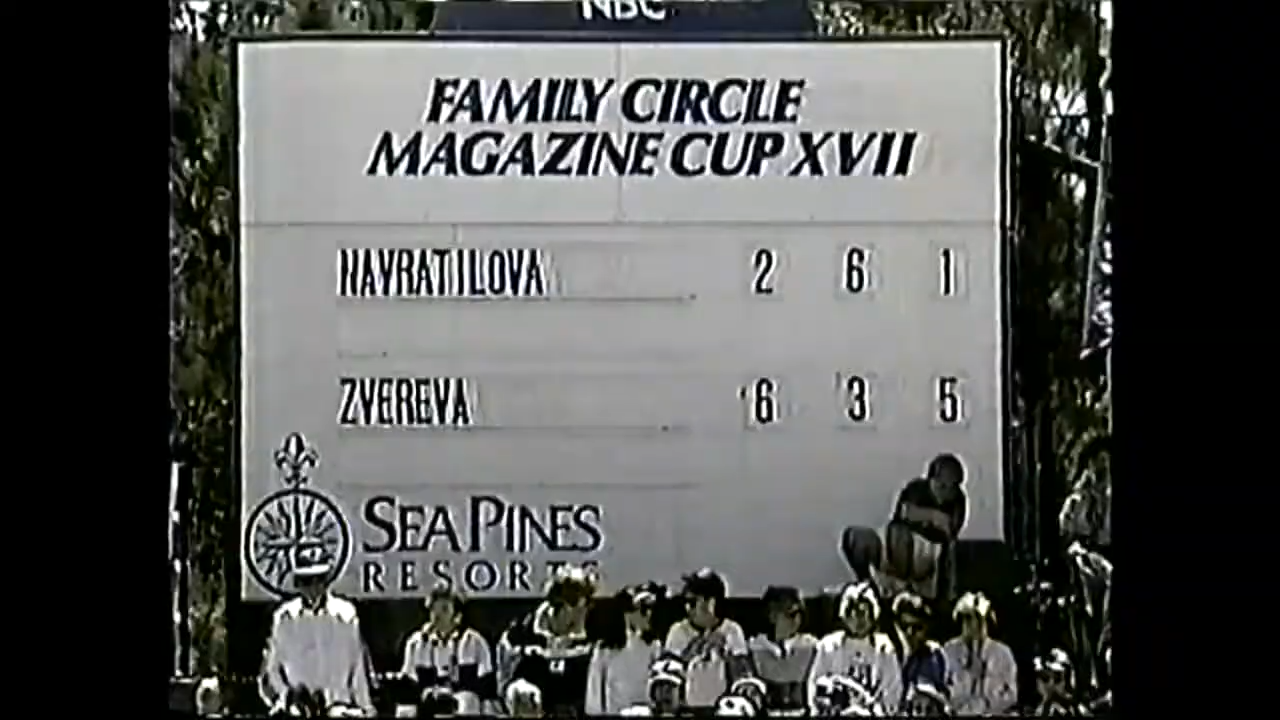 NBC
FAMILY CIRCLE
MAGAZINE CUP XVII
NAVRATILOVA 2 6 1
ZVEREVA 6 3 5
SEA PINES
RESORTS